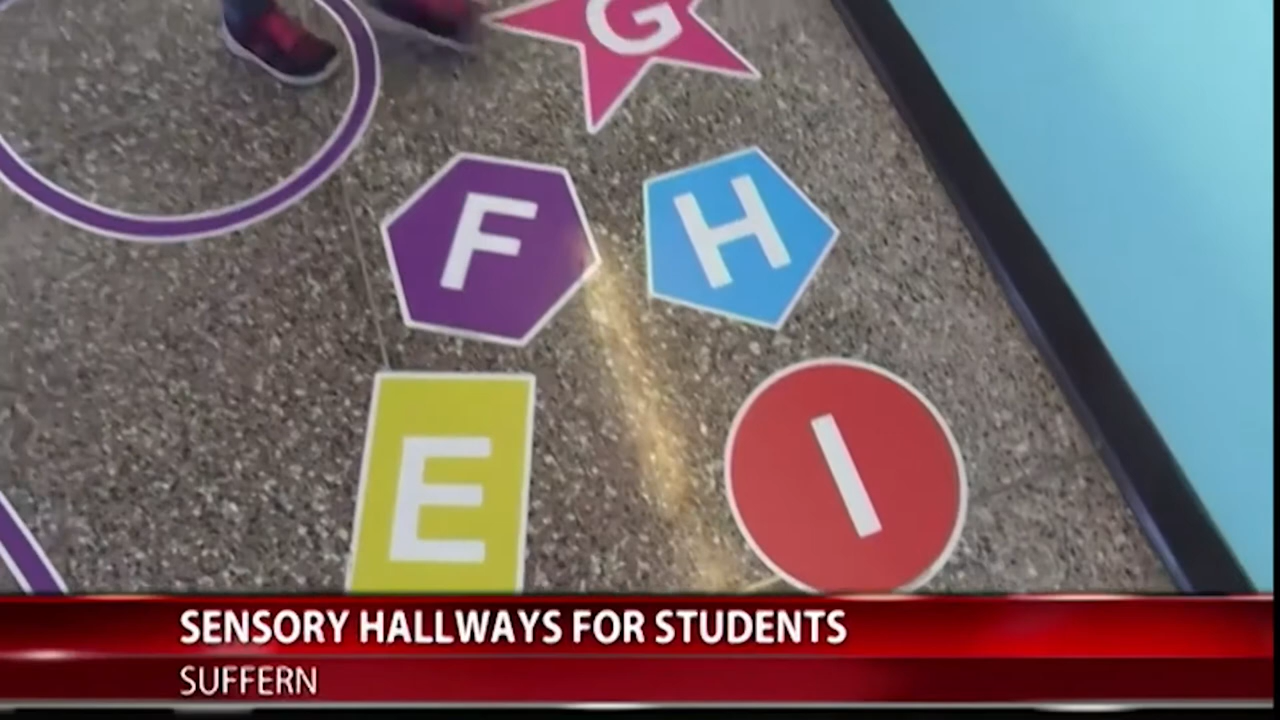 G
F H
E I
SENSORY HALLWAYS FOR STUDENTS
SUFFERN